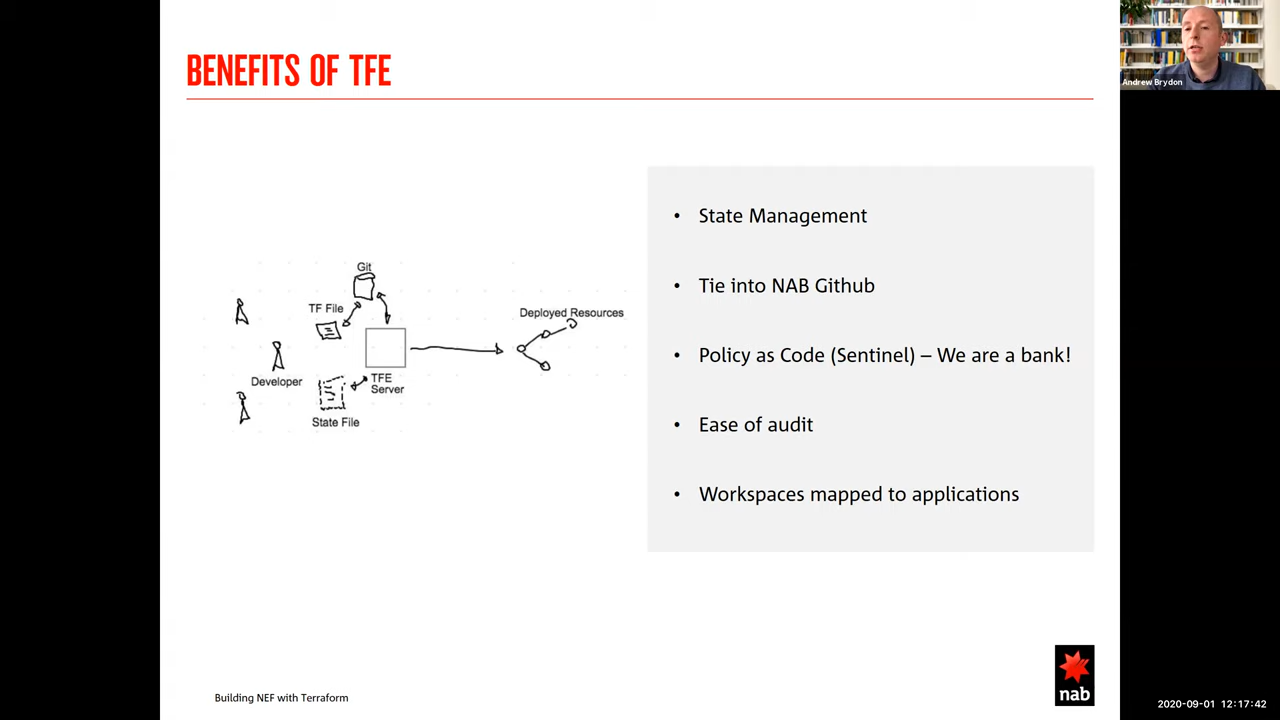 BENEFITS OF TFE
Andrew Brydon
Git
TF File
Developer
TFE
Server
State File
Deployed Resources
• State Management
• Tie into NAB Github
• Policy as Code (Sentinel) – We are a bank!
• Ease of audit
• Workspaces mapped to applications
Building NEF with Terraform
nab
2020-09-01 12:17:42